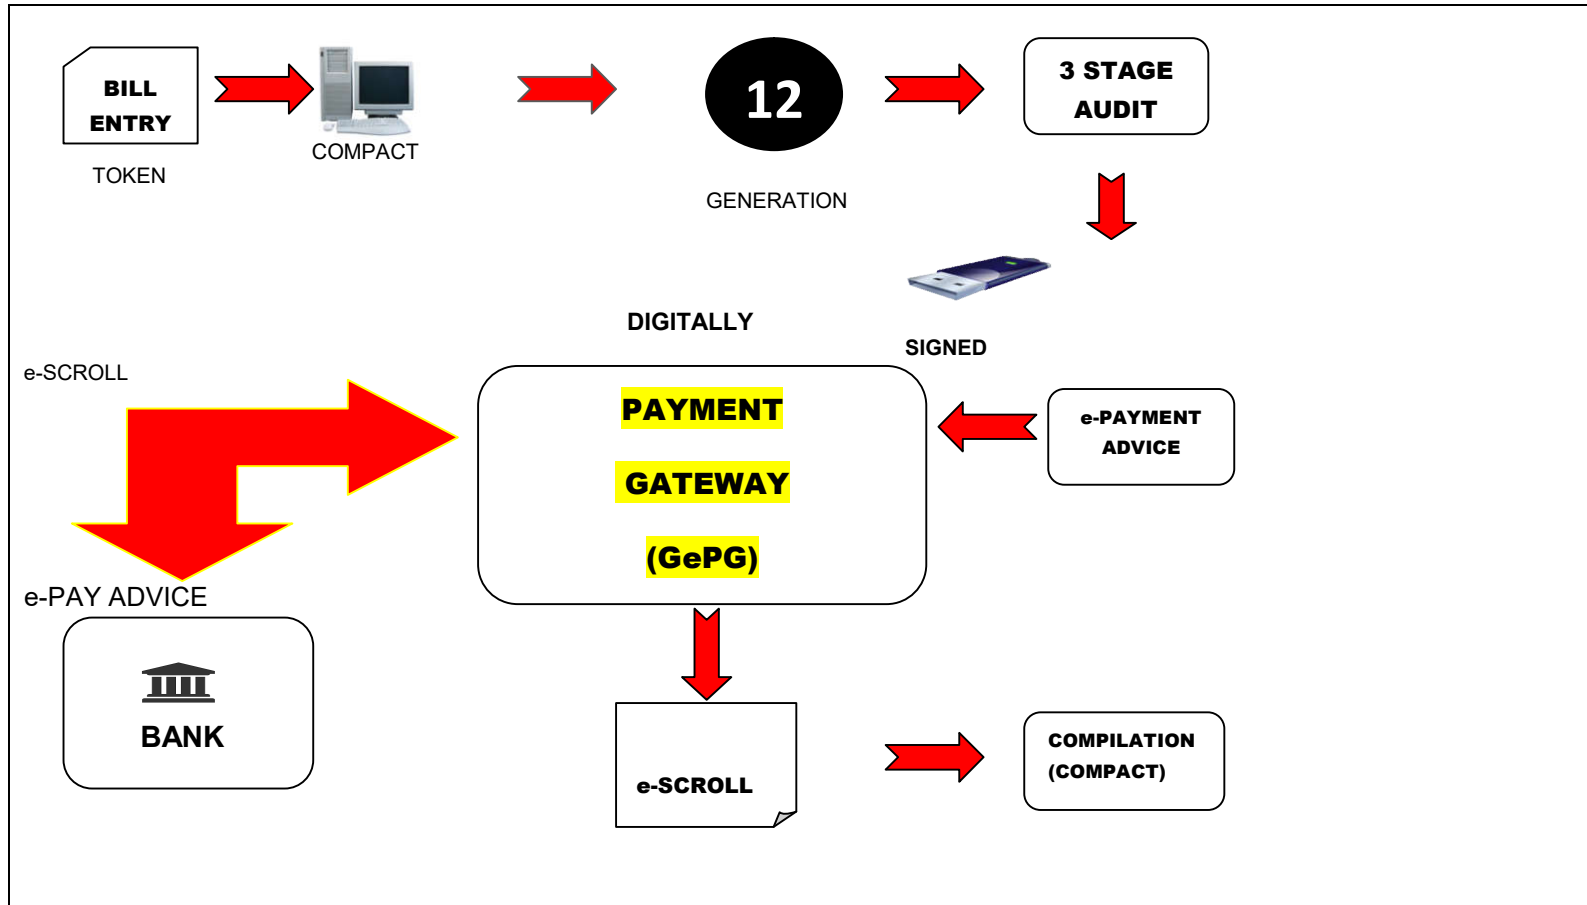 BILL
ENTRY
TOKEN
COMPACT
12
GENERATION
3 STAGE
AUDIT
DIGITALLY
SIGNED
e-SCROLL
PAYMENT
GATEWAY
(GePG)
e-PAYMENT
ADVICE
e-PAY ADVICE
BANK
e-SCROLL
COMPILATION
(COMPACT)